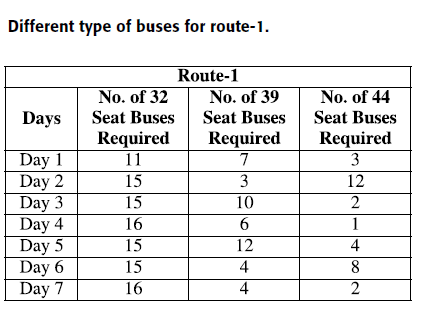 Different type of buses for route-1.
Route-1
Days No. of 32 Seat Buses Required No. of 39 Seat Buses Required No. of 44 Seat Buses Required
Day 1 11 7 3
Day 2 15 3 12
Day 3 15 10 2
Day 4 16 6 1
Day 5 15 12 4
Day 6 15 4 8
Day 7 16 4 2